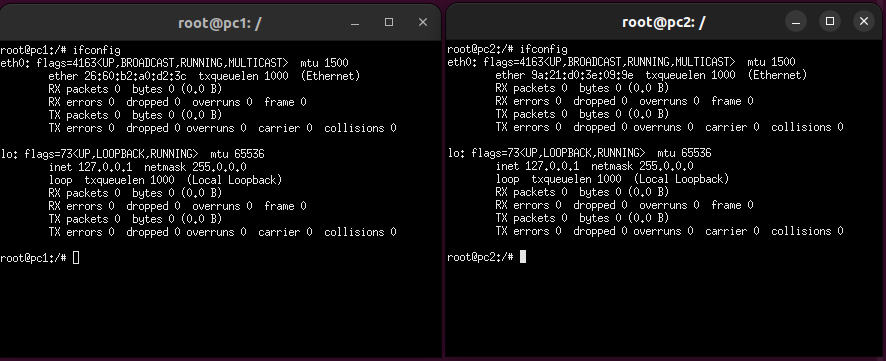 root@pc1: /
root@pc1:/# ifconfig
eth0: flags=4163<UP,BROADCAST,RUNNING,MULTICAST>  mtu 1500
        ether 26:60:b2:a0:d2:3c  txqueuelen 1000  (Ethernet)
        RX packets 0  bytes 0 (0.0 B)
        RX errors 0  dropped 0  overruns 0  frame 0
        TX packets 0  bytes 0 (0.0 B)
        TX errors 0  dropped 0 overruns 0  carrier 0  collisions 0

lo: flags=73<UP,LOOPBACK,RUNNING>  mtu 65536
        inet 127.0.0.1  netmask 255.0.0.0
        loop  txqueuelen 1000  (Local Loopback)
        RX packets 0  bytes 0 (0.0 B)
        RX errors 0  dropped 0  overruns 0  frame 0
        TX packets 0  bytes 0 (0.0 B)
        TX errors 0  dropped 0 overruns 0  carrier 0  collisions 0

root@pc1:/#
root@pc2: /
root@pc2:/# ifconfig
eth0: flags=4163<UP,BROADCAST,RUNNING,MULTICAST>  mtu 1500
        ether 9a:21:d0:3e:09:9e  txqueuelen 1000  (Ethernet)
        RX packets 0  bytes 0 (0.0 B)
        RX errors 0  dropped 0  overruns 0  frame 0
        TX packets 0  bytes 0 (0.0 B)
        TX errors 0  dropped 0 overruns 0  carrier 0  collisions 0

lo: flags=73<UP,LOOPBACK,RUNNING>  mtu 65536
        inet 127.0.0.1  netmask 255.0.0.0
        loop  txqueuelen 1000  (Local Loopback)
        RX packets 0  bytes 0 (0.0 B)
        RX errors 0  dropped 0  overruns 0  frame 0
        TX packets 0  bytes 0 (0.0 B)
        TX errors 0  dropped 0 overruns 0  carrier 0  collisions 0

root@pc2:/#